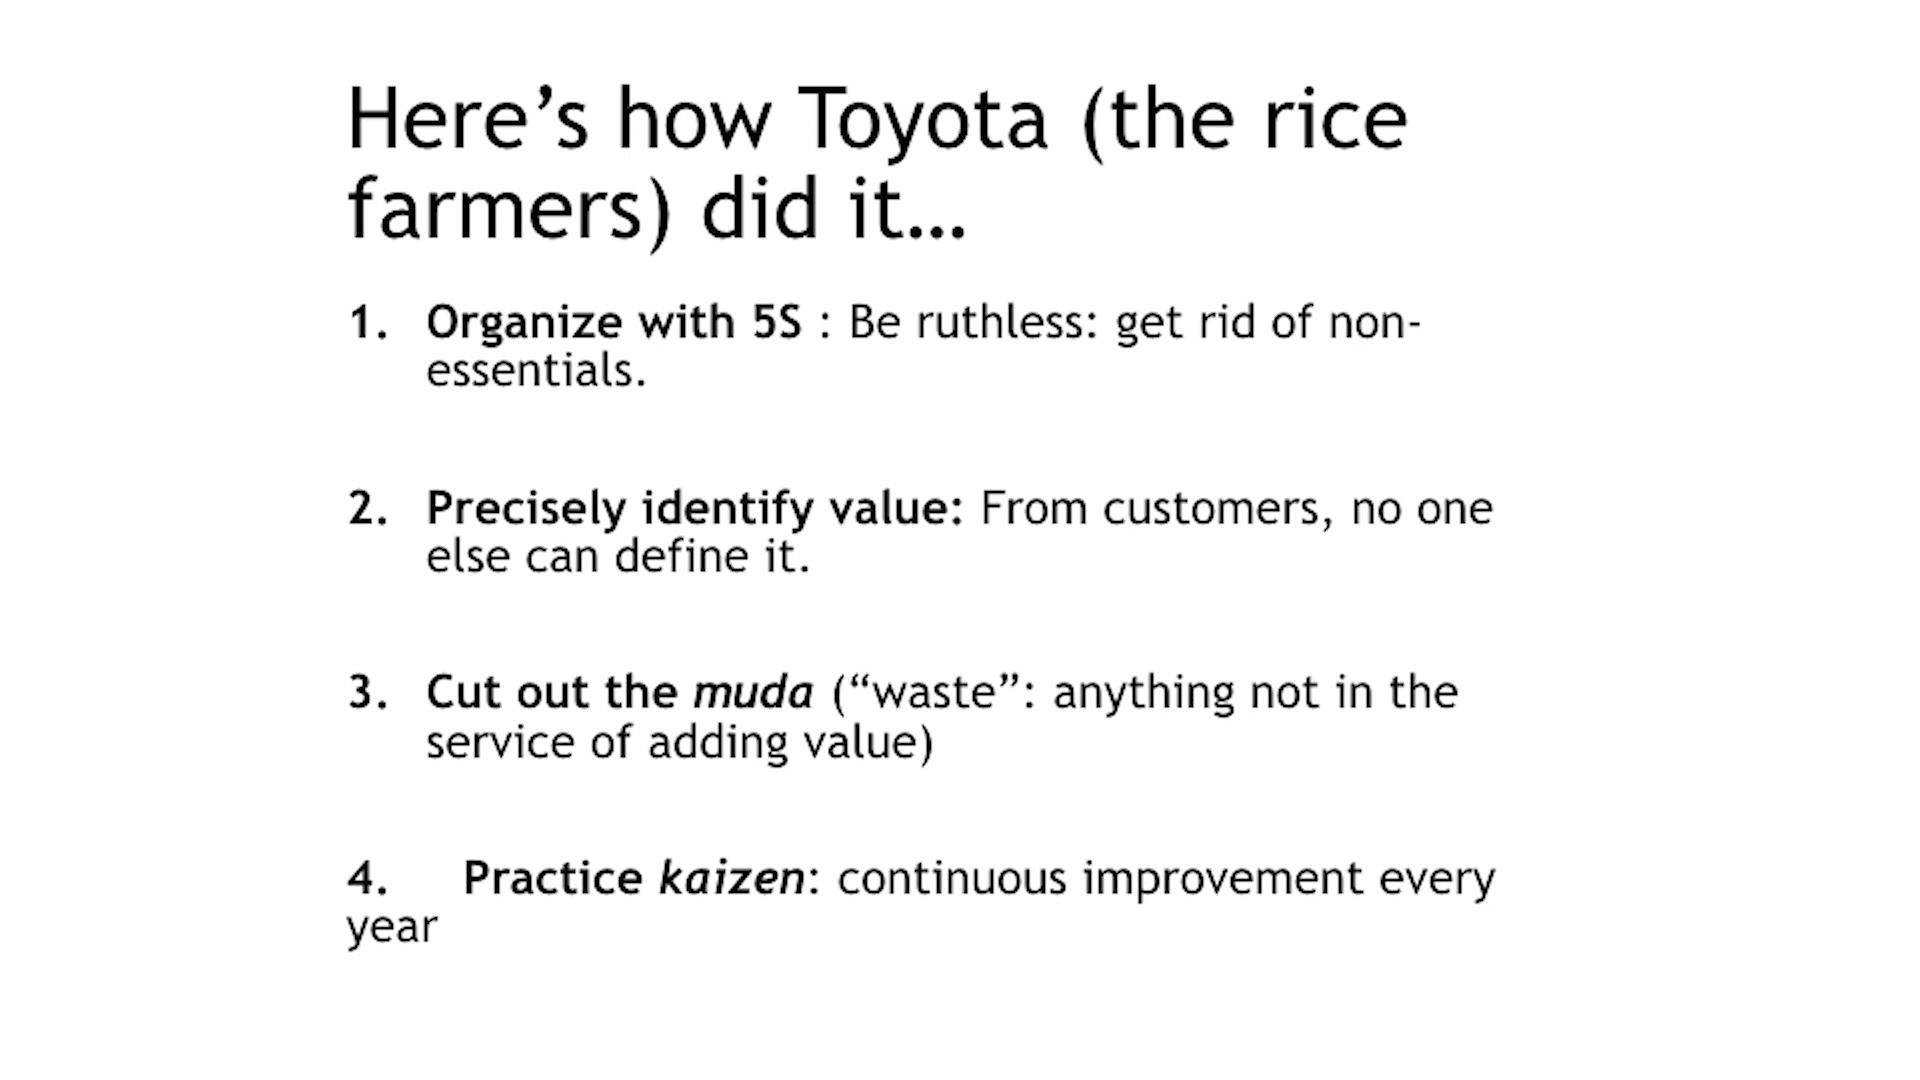 Here’s how Toyota (the rice
farmers) did it…
1. Organize with 5S : Be ruthless: get rid of non-
essentials.
2. Precisely identify value: From customers, no one
else can define it.
3. Cut out the muda (“waste”: anything not in the
service of adding value)
4. Practice kaizen: continuous improvement every
year